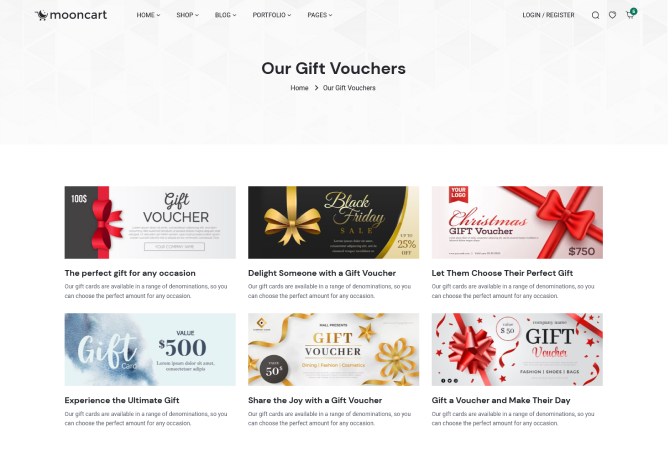 mooncart
HOME SHOP BLOG PORTFOLIO PAGES LOGIN / REGISTER
Our Gift Vouchers
Home > Our Gift Vouchers
100$
Gift
VOUCHER
YOUR COMPANY NAME
Black
Friday
SALE
UP TO
25%
OFF
YOUR
LOGO
Christmas
GIFT Voucher
$750
The perfect gift for any occasion
Our gift cards are available in a range of denominations, so you
can choose the perfect amount for any occasion.
Delight Someone with a Gift Voucher
Our gift cards are available in a range of denominations, so you
can choose the perfect amount for any occasion.
Let Them Choose Their Perfect Gift
Our gift cards are available in a range of denominations, so you
can choose the perfect amount for any occasion.
Gift
Card
VALUE
$500
Lorem ipsum dolor sit amet,
consectetuer adipis
MALL PRESENTS
GIFT
VOUCHER
Dining | Fashion | Cosmetics
VALUE
50$
value
$ 50
company name
GIFT
Voucher
FASHION | SHOES | BAGS
Experience the Ultimate Gift
Our gift cards are available in a range of denominations, so you
can choose the perfect amount for any occasion.
Share the Joy with a Gift Voucher
Our gift cards are available in a range of denominations, so you
can choose the perfect amount for any occasion.
Gift a Voucher and Make Their Day
Our gift cards are available in a range of denominations, so you
can choose the perfect amount for any occasion.